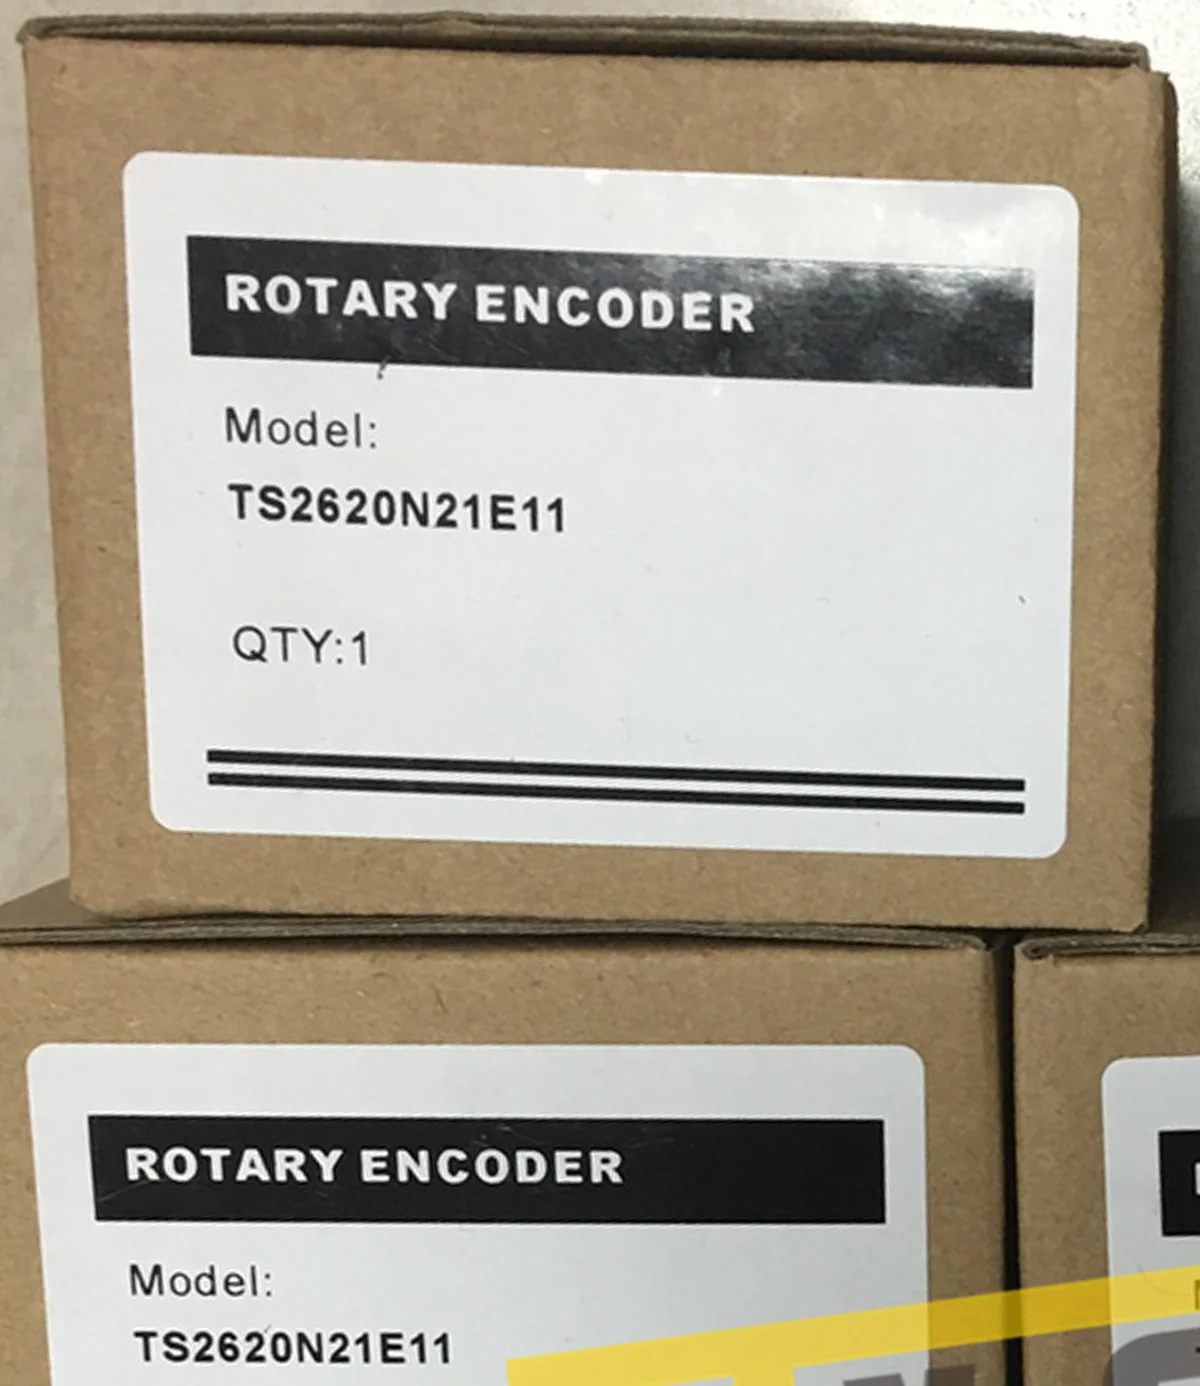 ROTARY ENCODER
Model:
TS2620N21E11
QTY:1
ROTARY ENCODER
Model:
TS2620N21E11